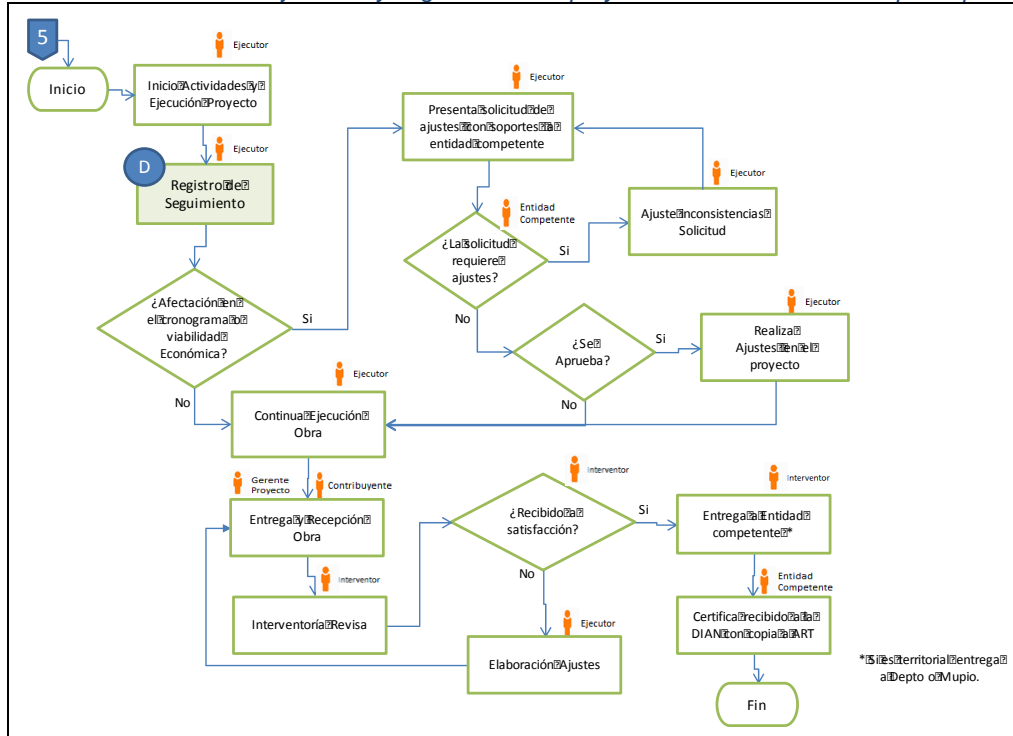 5
Inicio
Ejecutor
Inicio Actividades y
Ejecución Proyecto
Ejecutor
D
Registro de
Seguimiento
¿Afectación en
el cronograma o
viabilidad
Económica?
Si
No
Ejecutor
Presenta solicitud de
ajustes con soportes a
entidad competente
Entidad
Competente
¿La solicitud
requiere
ajustes?
Si
No
Ejecutor
Ajuste inconsistencias
Solicitud
¿Se
Aprueba?
Si
No
Ejecutor
Realiza
Ajustes en el
proyecto
Ejecutor
Continua Ejecución
Obra
Gerente
Proyecto
Contribuyente
Entrega y Recepción
Obra
Interventor
Interventoría Revisa
Interventor
¿Recibido a
satisfacción?
Si
No
Ejecutor
Elaboración Ajustes
Interventor
Entrega a Entidad
competente *
Entidad
Competente
Certifica recibido a la
DIAN con copia a ART
Fin
* Si es territorial entrega
a Depto o Mupio.